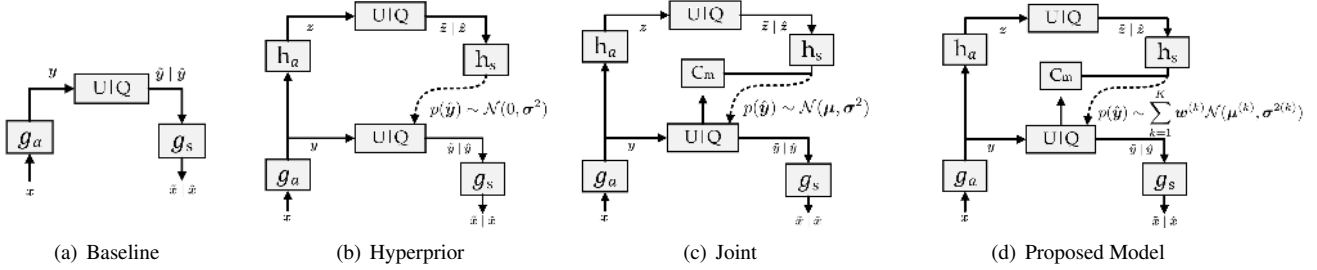 y
U|Q
ỹ | ŷ
g_a
g_s
x
x̃ | x̂
(a) Baseline
z
U|Q
z̃ | ẑ
h_a
h_s
p(ŷ) ∼ N(0, σ²)
y
U|Q
ỹ | ŷ
g_a
g_s
x
x̃ | x̂
(b) Hyperprior
z
U|Q
z̃ | ẑ
h_a
h_s
C_m
p(ŷ) ∼ N(μ, σ²)
y
U|Q
ỹ | ŷ
g_a
g_s
x
x̃ | x̂
(c) Joint
z
U|Q
z̃ | ẑ
h_a
h_s
C_m
p(ŷ) ∼ ∑_{k=1}^{K} w^{(k)} N(μ^{(k)}, σ^{2(k)})
y
U|Q
ỹ | ŷ
g_a
g_s
x
x̃ | x̂
(d) Proposed Model